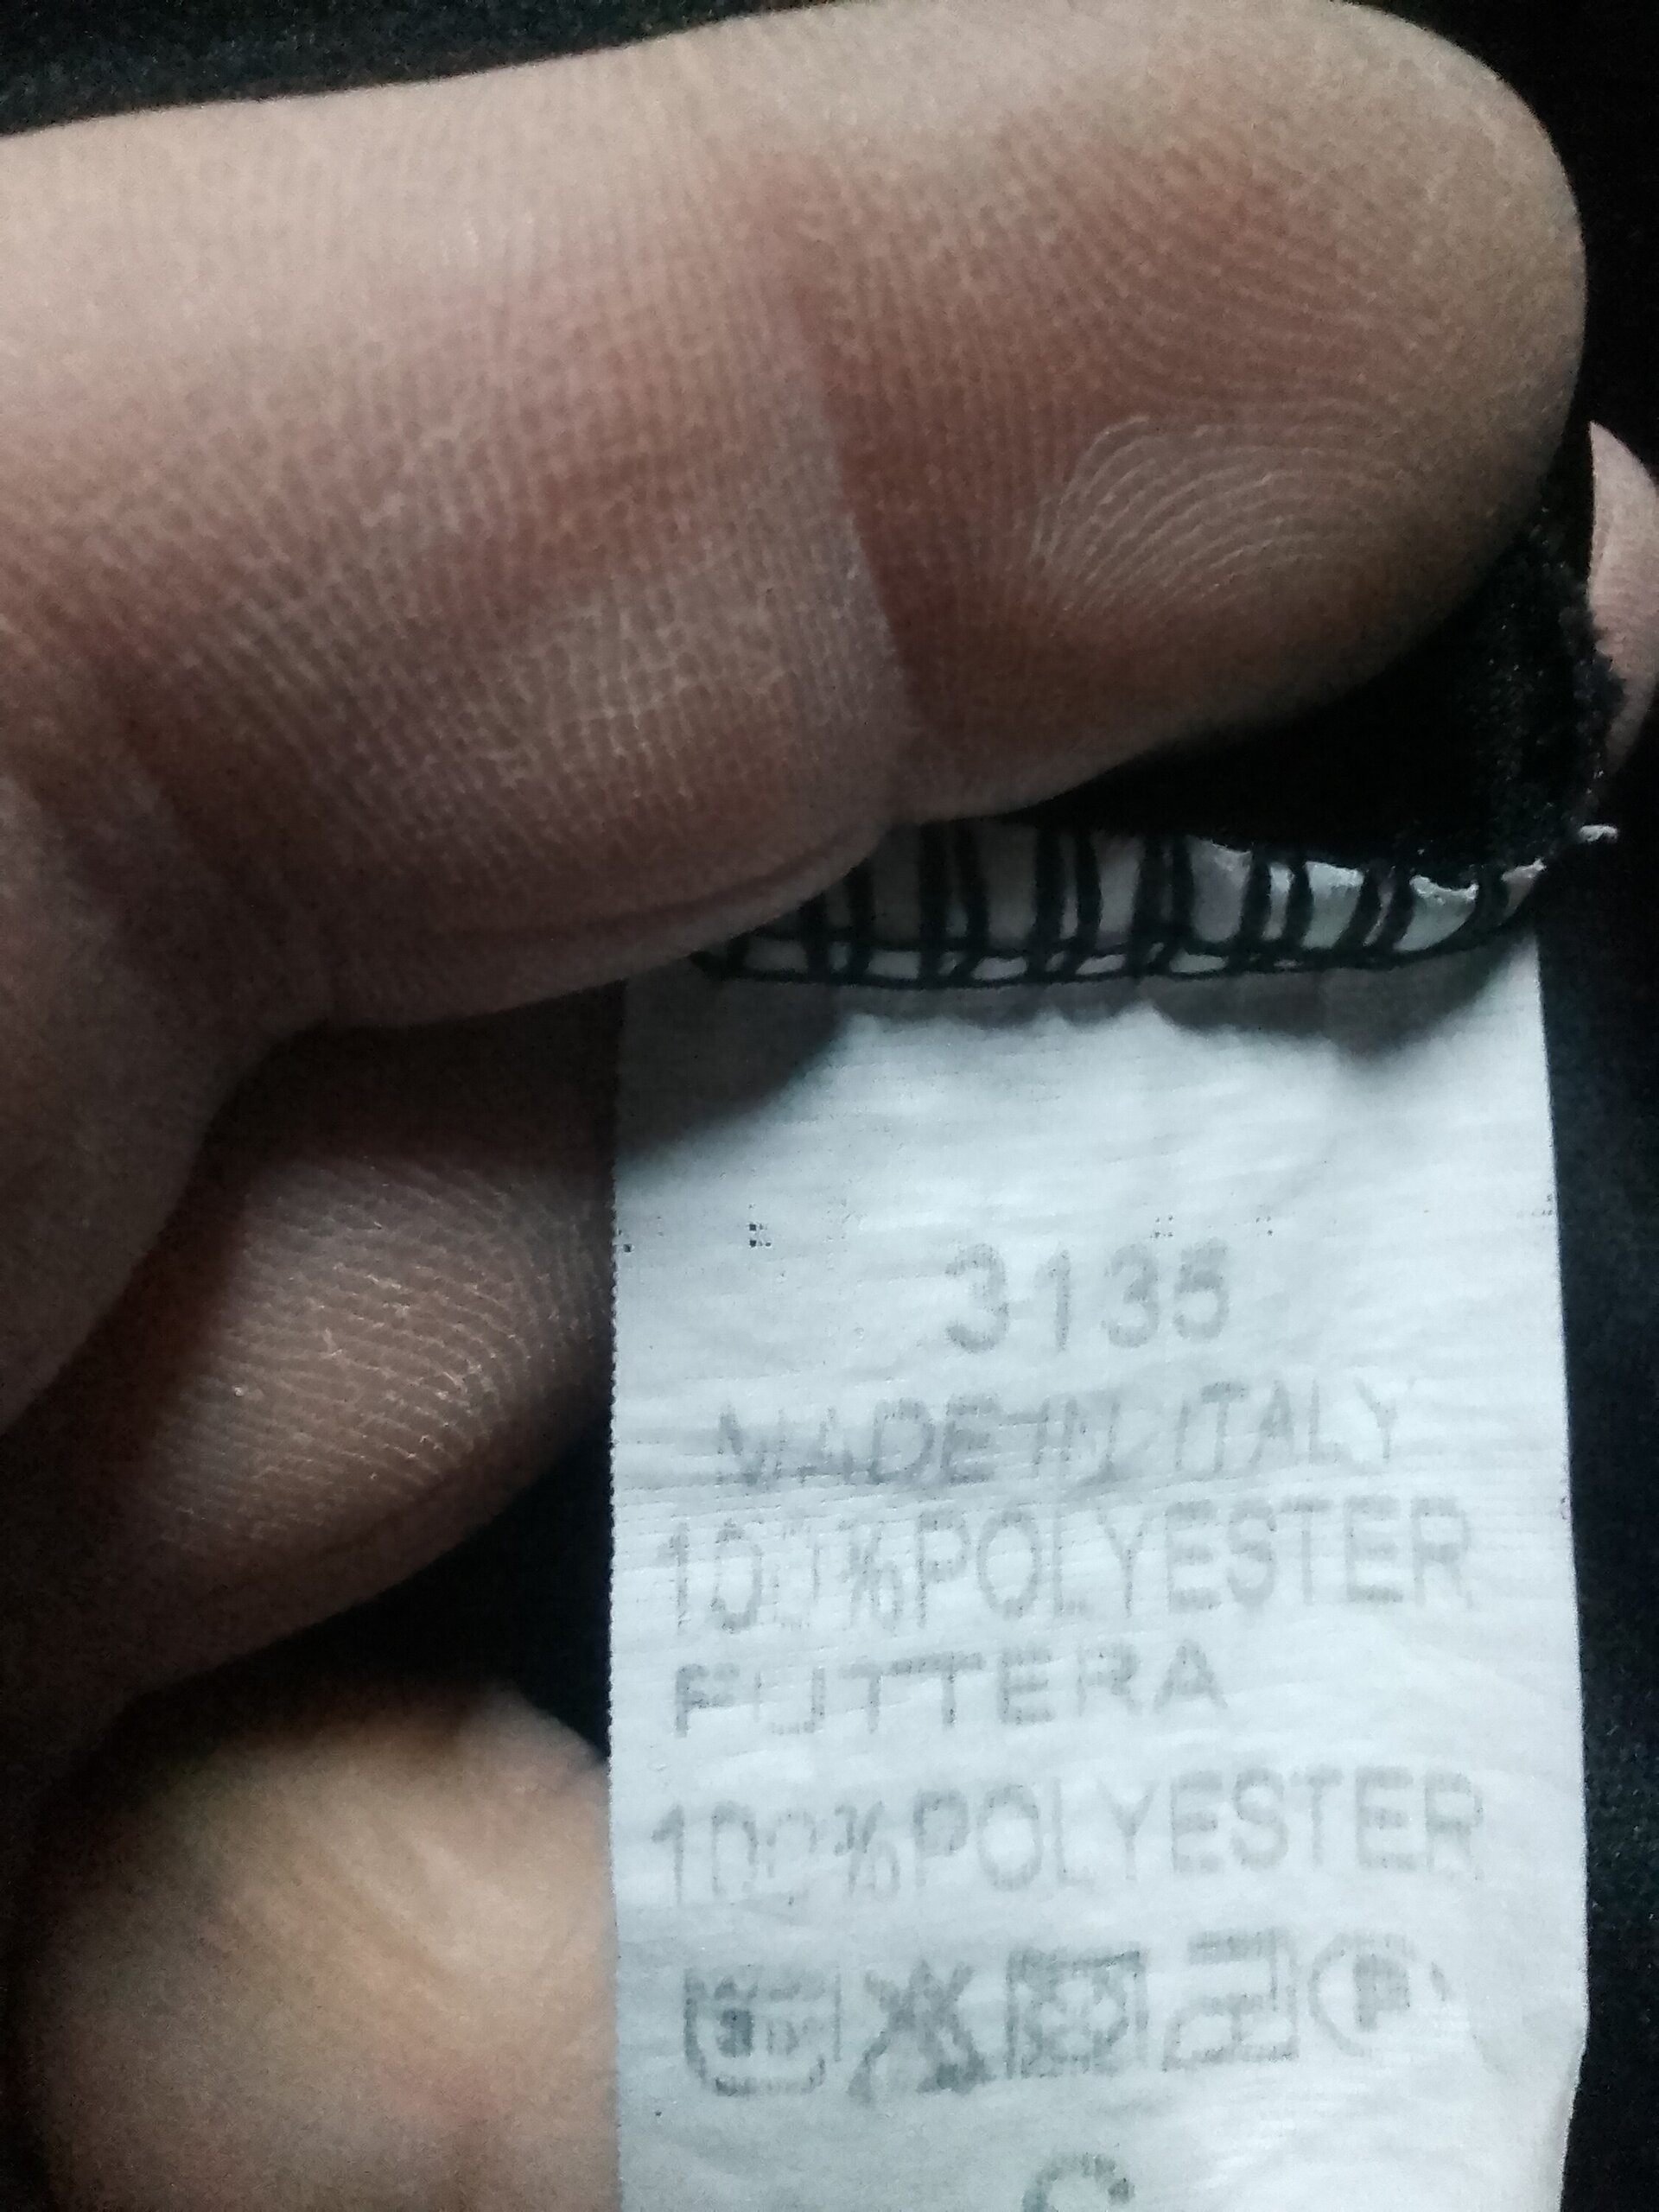 3135
MADE IN ITALY
100%POLYESTER
FUTTERA
100%POLYESTER